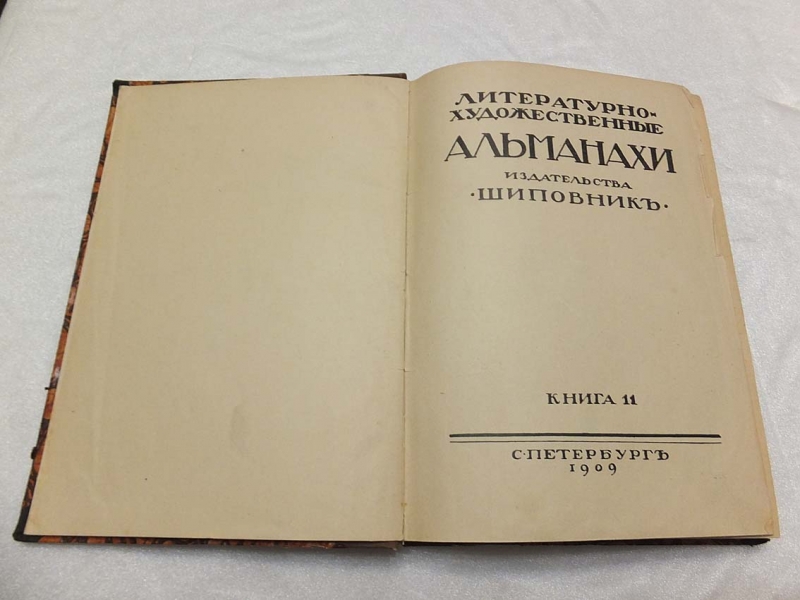 ЛИТЕРАТУРНО-
ХУДОЖЕСТВЕННЫЕ
АЛЬМАНАХИ
ИЗДАТЕЛЬСТВА
·ШИПОВНИКЪ·
КНИГА 11
С·ПЕТЕРБУРГЪ
1909